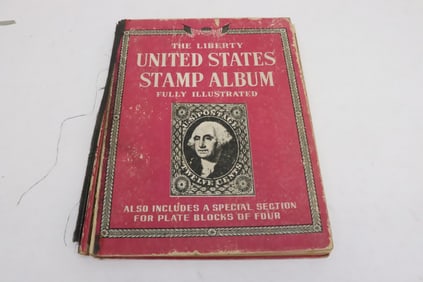 THE LIBERTY
UNITED STATES
STAMP ALBUM
FULLY ILLUSTRATED
U.S. POSTAGE
TWELVE CENTS
ALSO INCLUDES A SPECIAL SECTION
FOR PLATE BLOCKS OF FOUR